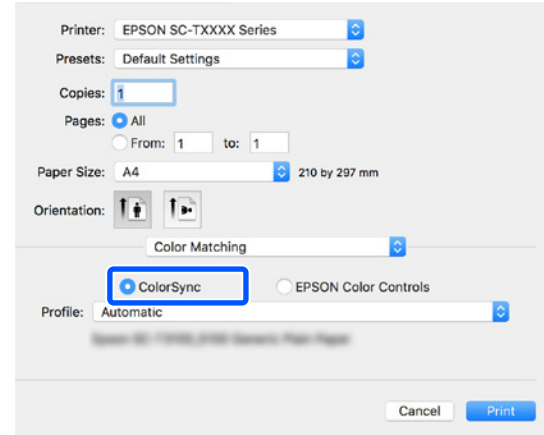 Printer: EPSON SC-TXXXX Series
Presets: Default Settings
Copies: 1
Pages: All
From: 1 to: 1
Paper Size: A4 210 by 297 mm
Orientation:
Color Matching
ColorSync EPSON Color Controls
Profile: Automatic
Cancel Print